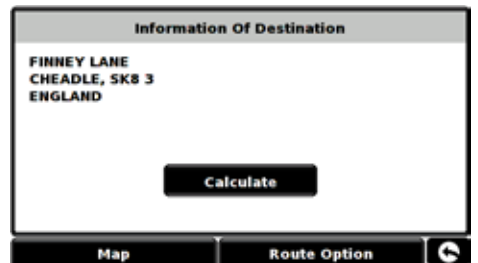 Information Of Destination
FINNEY LANE
CHEADLE, SK8 3
ENGLAND
Calculate
Map
Route Option